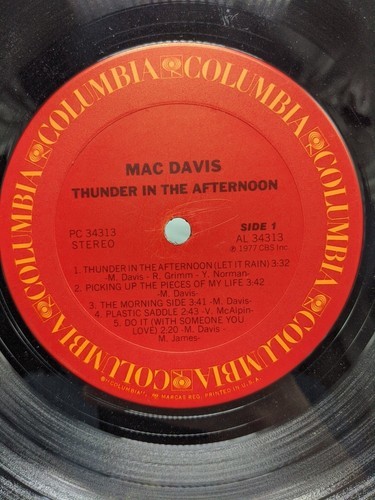 COLUMBIA COLUMBIA COLUMBIA COLUMBIA COLUMBIA COLUMBIA
MAC DAVIS
THUNDER IN THE AFTERNOON
PC 34313
STEREO
SIDE 1
AL 34313
℗ 1977 CBS Inc.
1. THUNDER IN THE AFTERNOON (LET IT RAIN) 3:32
-M. Davis - R. Grimm - Y. Norman-
2. PICKING UP THE PIECES OF MY LIFE 3:42
-M. Davis-
3. THE MORNING SIDE 3:41 -M. Davis-
4. PLASTIC SADDLE 2:43 -V. McAlpin-
5. DO IT (WITH SOMEONE YOU
LOVE) 2:20 -M. Davis -
M. James-
"COLUMBIA", MARCAS REG. PRINTED IN U.S.A.